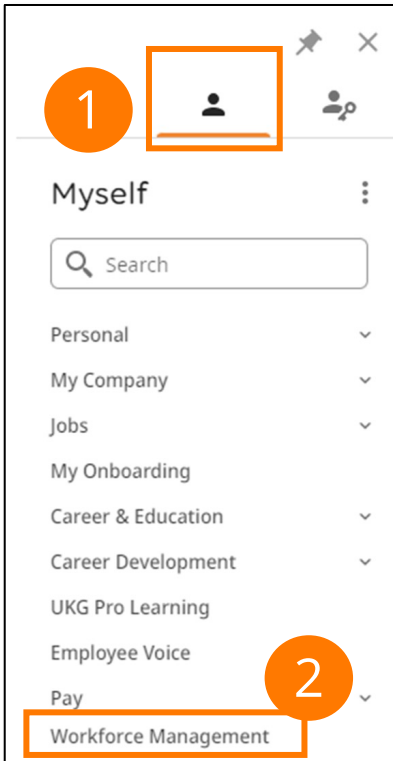 1
Myself
Search
Personal
My Company
Jobs
My Onboarding
Career & Education
Career Development
UKG Pro Learning
Employee Voice
2
Pay
Workforce Management